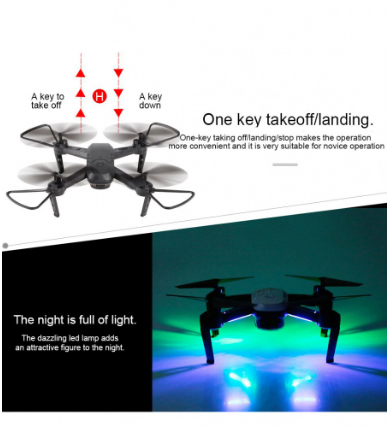 A key to
take off
H
A key
down
One key takeoff/landing.
One-key taking off/landing/stop makes the operation
more convenient and it is very suitable for novice operation
The night is full of light.
The dazzling led lamp adds
an attractive figure to the night.